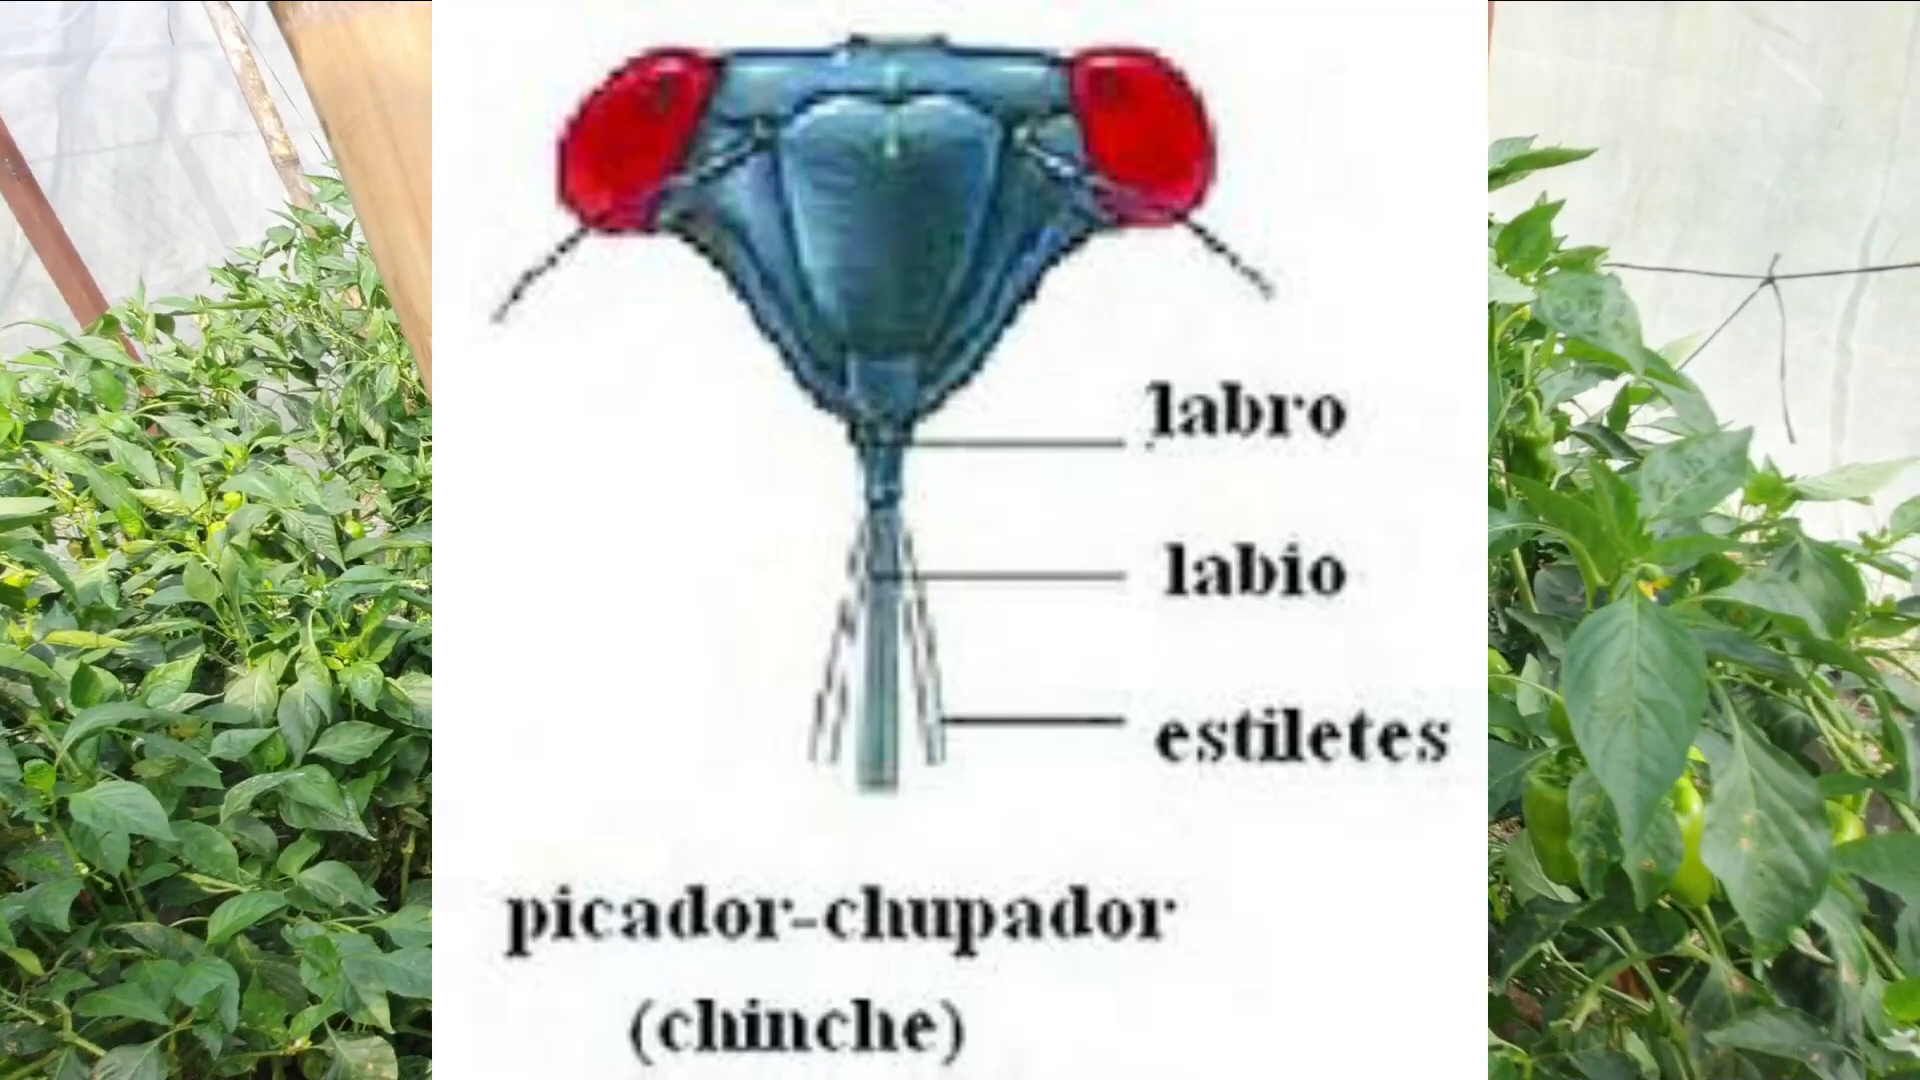 labro
labio
estiletes
picador-chupador
(chinche)